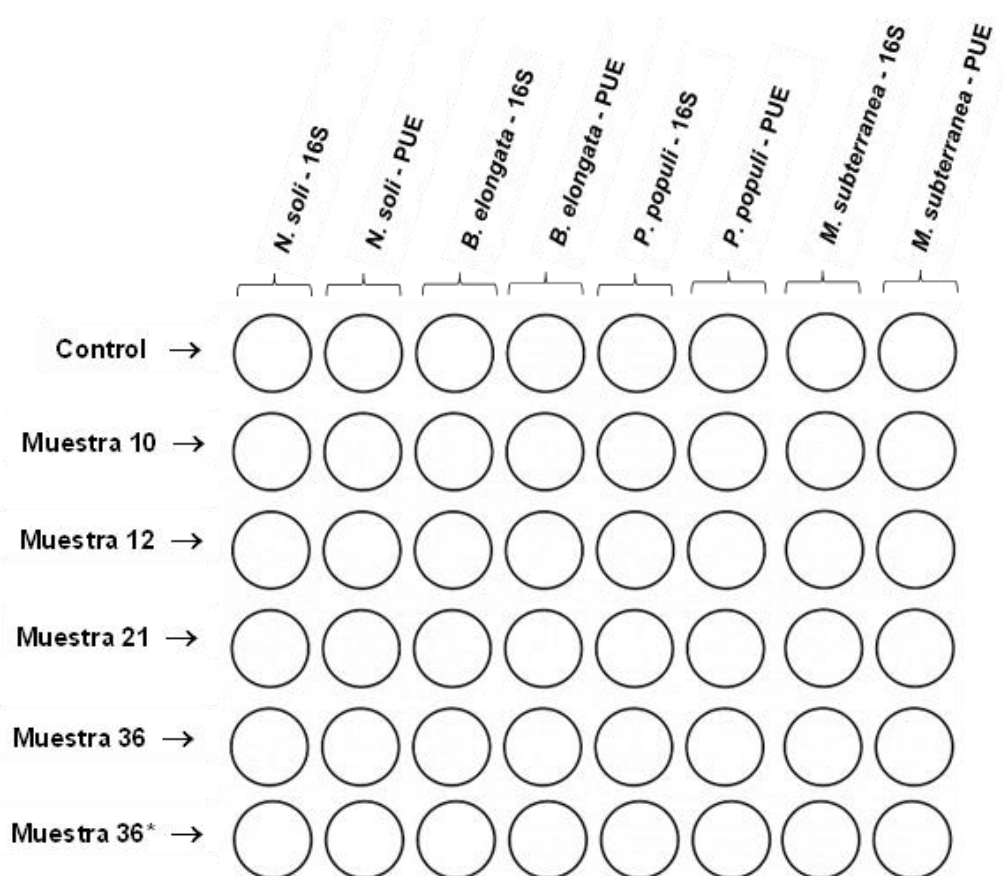 N. soli - 16S
N. soli - PUE
B. elongata - 16S
B. elongata - PUE
P. populi - 16S
P. populi - PUE
M. subterranea - 16S
M. subterranea - PUE
Control →
Muestra 10 →
Muestra 12 →
Muestra 21 →
Muestra 36 →
Muestra 36* →